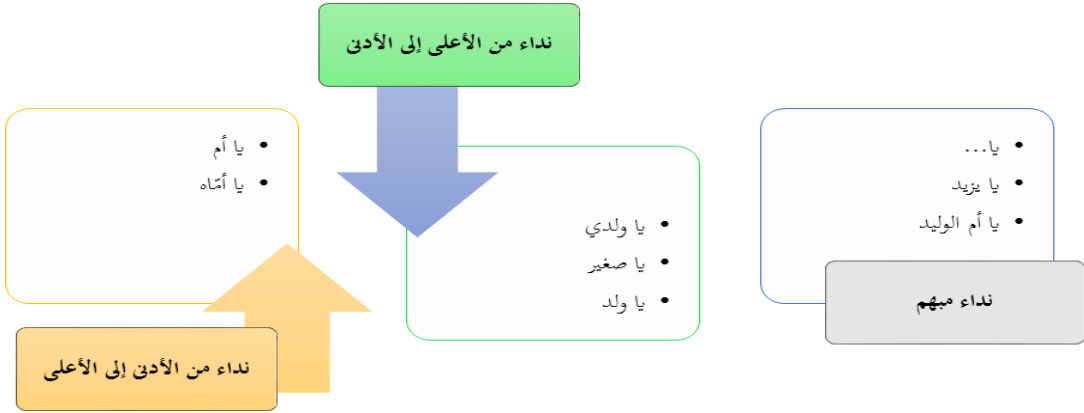 نداء من الأعلى إلى الأدنى
يا...
يا يزيد
يا أم الوليد
نداء مبهم
يا ولدي
يا صغير
يا ولد
يا أم
يا أمّاه
نداء من الأدنى إلى الأعلى